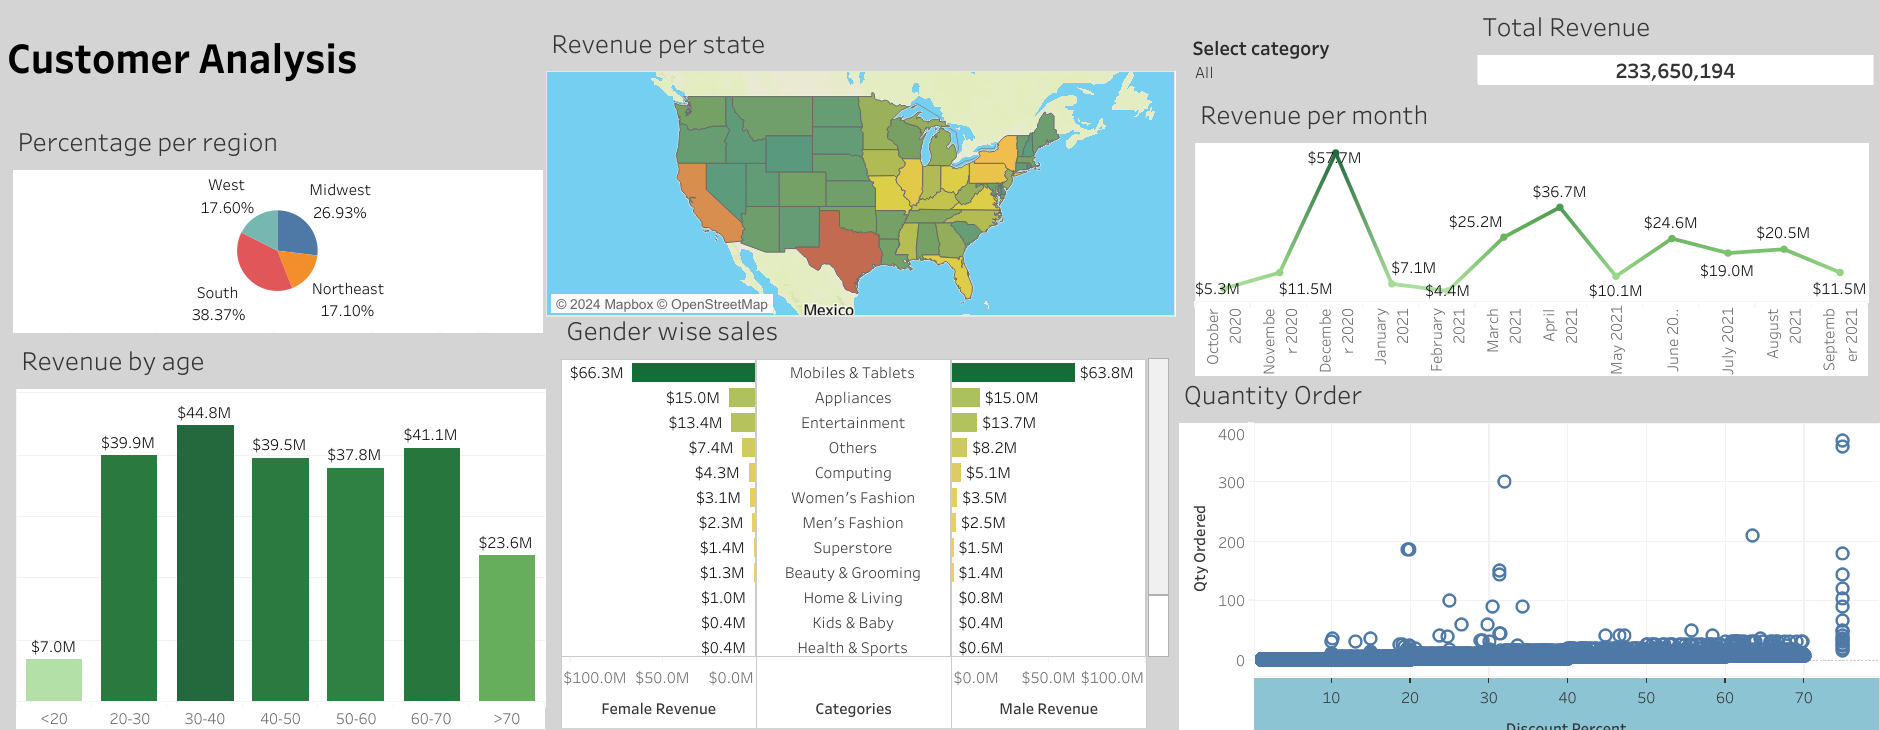 Customer Analysis
Percentage per region
West
17.60%
Midwest
26.93%
South
38.37%
Northeast
17.10%
Revenue by age
$7.0M
$39.9M
$44.8M
$39.5M
$37.8M
$41.1M
$23.6M
<20 20-30 30-40 40-50 50-60 60-70 >70
Revenue per state
© 2024 Mapbox © OpenStreetMap
Mexico
Gender wise sales
$66.3M Mobiles & Tablets $63.8M
$15.0M Appliances $15.0M
$13.4M Entertainment $13.7M
$7.4M Others $8.2M
$4.3M Computing $5.1M
$3.1M Women's Fashion $3.5M
$2.3M Men's Fashion $2.5M
$1.4M Superstore $1.5M
$1.3M Beauty & Grooming $1.4M
$1.0M Home & Living $0.8M
$0.4M Kids & Baby $0.4M
$0.4M Health & Sports $0.6M
$100.0M $50.0M $0.0M $0.0M $50.0M $100.0M
Female Revenue Categories Male Revenue
Select category
All
Total Revenue
233,650,194
Revenue per month
$5.3M
$11.5M
$57.7M
$7.1M
$4.4M
$25.2M
$36.7M
$10.1M
$24.6M
$19.0M
$20.5M
$11.5M
October
2020
Novembe
r 2020
Decembe
r 2020
January
2021
February
2021
March
2021
April
2021
May 2021
June 20..
July 2021
August
2021
Septemb
er 2021
Quantity Order
Qty Ordered
400
300
200
100
0
10 20 30 40 50 60 70
Discount Percent